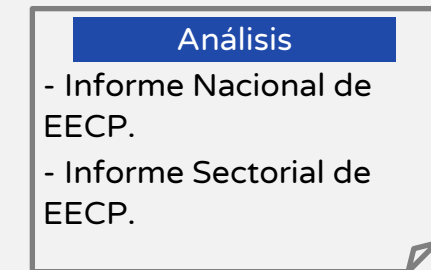 Análisis
- Informe Nacional de
EECP.
- Informe Sectorial de
EECP.